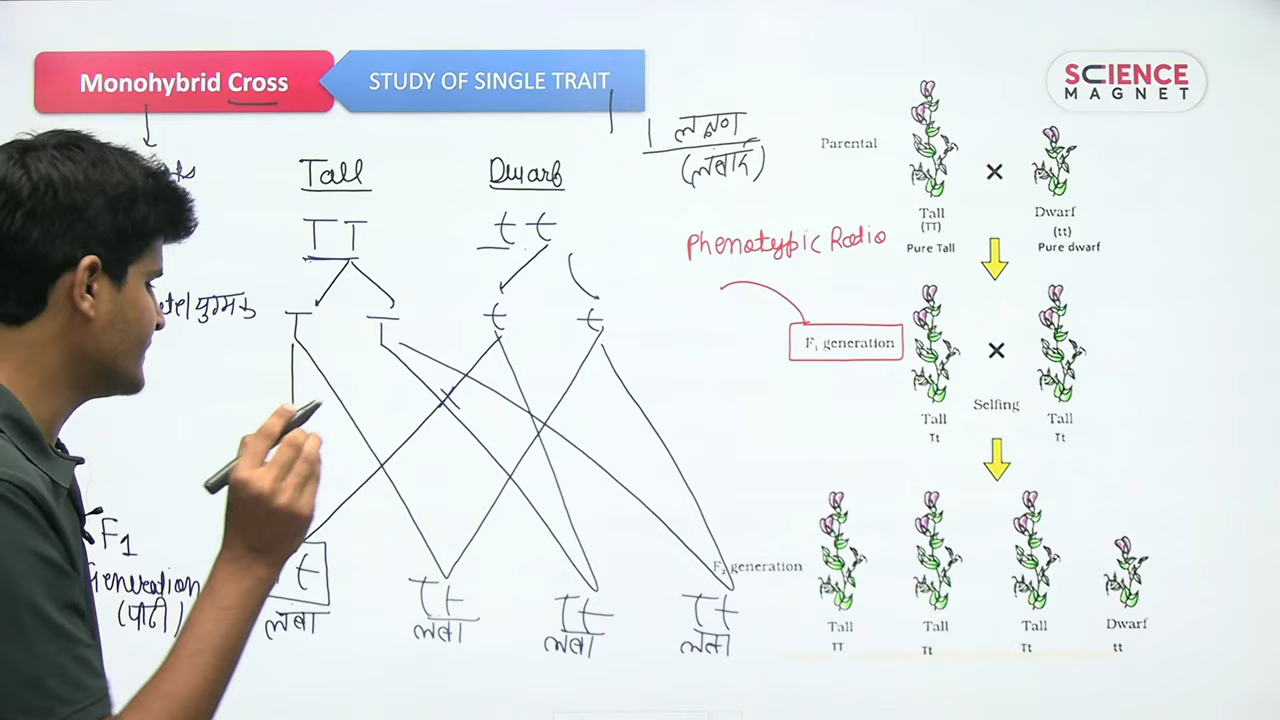 Monohybrid Cross
STUDY OF SINGLE TRAIT
SCIENCE
MAGNET
1 लक्षण
(लंबाई)
Tall
Dwarf
TT
tt
T
T
t
t
युग्मक
F1
Generation
(पीढी)
t
लंबा
Tt
लंबा
Tt
लंबा
Tt
लंबा
Phenotypic Ratio
Parental
×
Tall
(TT)
Pure Tall
Dwarf
(tt)
Pure dwarf
F1 generation
×
Selfing
Tall
Tt
Tall
Tt
generation
Tall
TT
Tall
Tt
Tall
Tt
Dwarf
tt